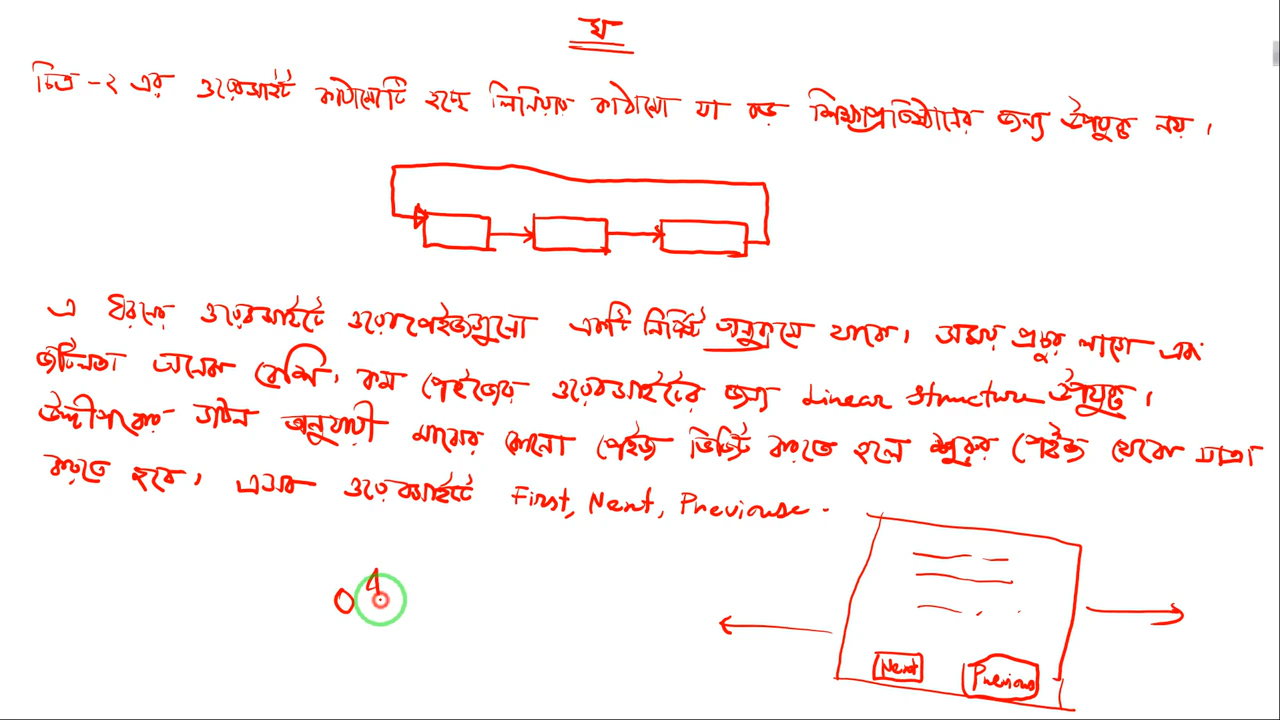 ঘ
চিত্র -২ এর ওয়েবসাইট কাঠামোটি হচ্ছে লিনিয়ার কাঠামো যা বড় শিক্ষাপ্রতিষ্ঠানের জন্য উপযুক্ত নয়।
এ ধরনের ওয়েবসাইটে ওয়েবপেইজগুলো একটি নির্দিষ্ট অনুক্রমে থাকে। সময় প্রচুর লাগে এবং
জটিলতা অনেক বেশি। কম পেইজের ওয়েবসাইটের জন্য Linear Structure উপযুক্ত।
উদ্দীপকের গঠন অনুযায়ী মাঝের কোনো পেইজ ভিজিট করতে হলে শুরুর পেইজ থেকে যাত্রা
করতে হবে। এসব ওয়েবসাইটে First, Next, Previouse.
Next Previous